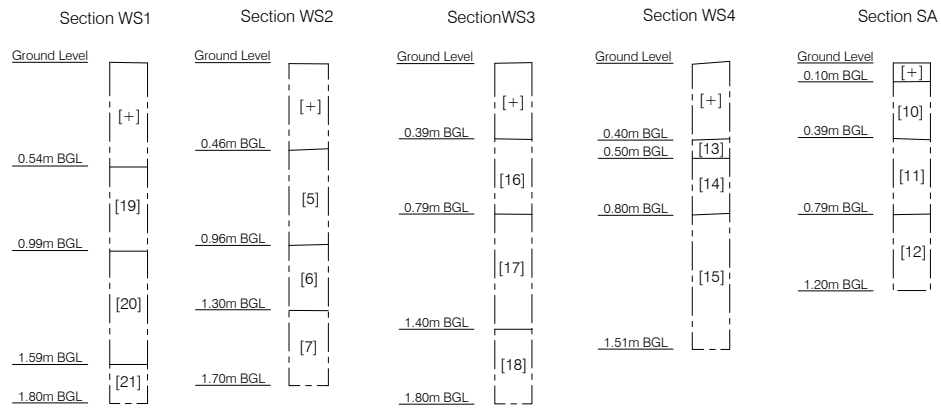 Section WS1
Ground Level
[+]
0.54m BGL
[19]
0.99m BGL
[20]
1.59m BGL
[21]
1.80m BGL
Section WS2
Ground Level
[+]
0.46m BGL
[5]
0.96m BGL
[6]
1.30m BGL
[7]
1.70m BGL
SectionWS3
Ground Level
[+]
0.39m BGL
[16]
0.79m BGL
[17]
1.40m BGL
[18]
1.80m BGL
Section WS4
Ground Level
[+]
0.40m BGL
[13]
0.50m BGL
[14]
0.80m BGL
[15]
1.51m BGL
Section SA
Ground Level
[+]
0.10m BGL
[10]
0.39m BGL
[11]
0.79m BGL
[12]
1.20m BGL